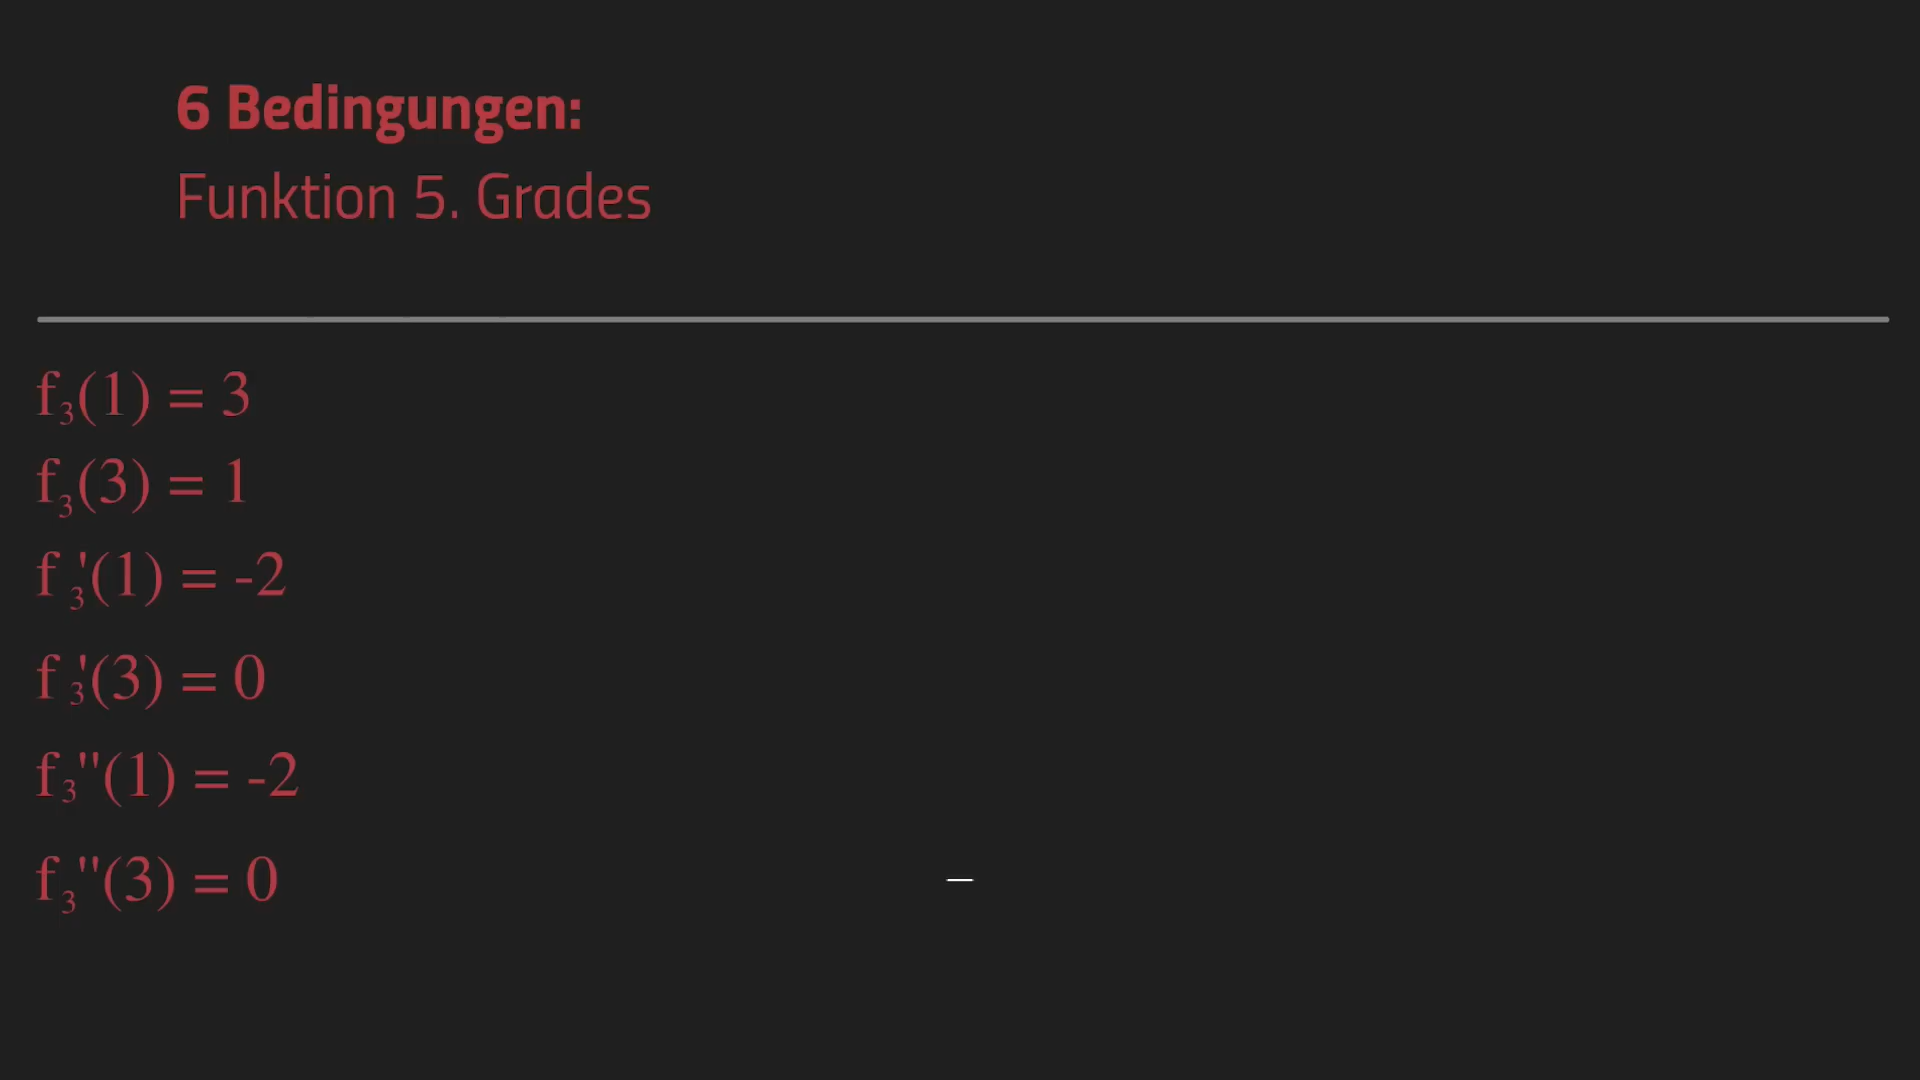 6 Bedingungen:
Funktion 5. Grades
f₃(1) = 3
f₃(3) = 1
f₃'(1) = -2
f₃'(3) = 0
f₃''(1) = -2
f₃''(3) = 0